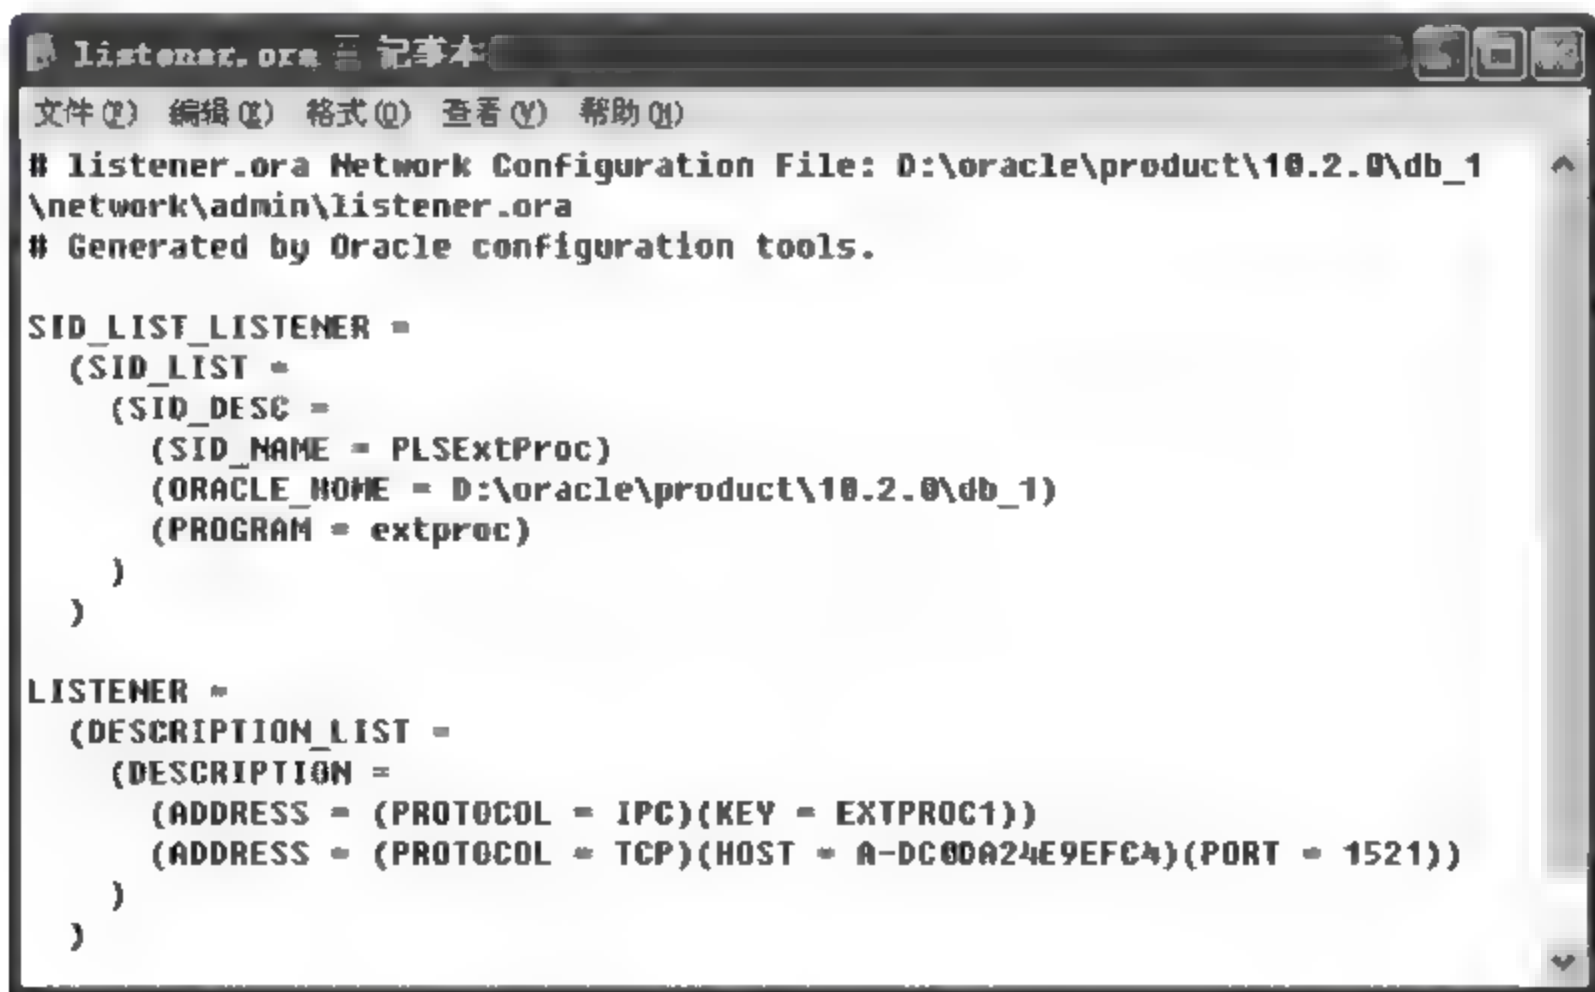 listener.ora - 记事本
文件(F) 编辑(E) 格式(O) 查看(V) 帮助(H)
# listener.ora Network Configuration File: D:\oracle\product\10.2.0\db_1
\network\admin\listener.ora
# Generated by Oracle configuration tools.
SID_LIST_LISTENER =
(SID_LIST =
(SID_DESC =
(SID_NAME = PLSExtProc)
(ORACLE_HOME = D:\oracle\product\10.2.0\db_1)
(PROGRAM = extproc)
)
)
LISTENER =
(DESCRIPTION_LIST =
(DESCRIPTION =
(ADDRESS = (PROTOCOL = IPC)(KEY = EXTPROC1))
(ADDRESS = (PROTOCOL = TCP)(HOST = A-DC0DA24E9EFC4)(PORT = 1521))
)
)